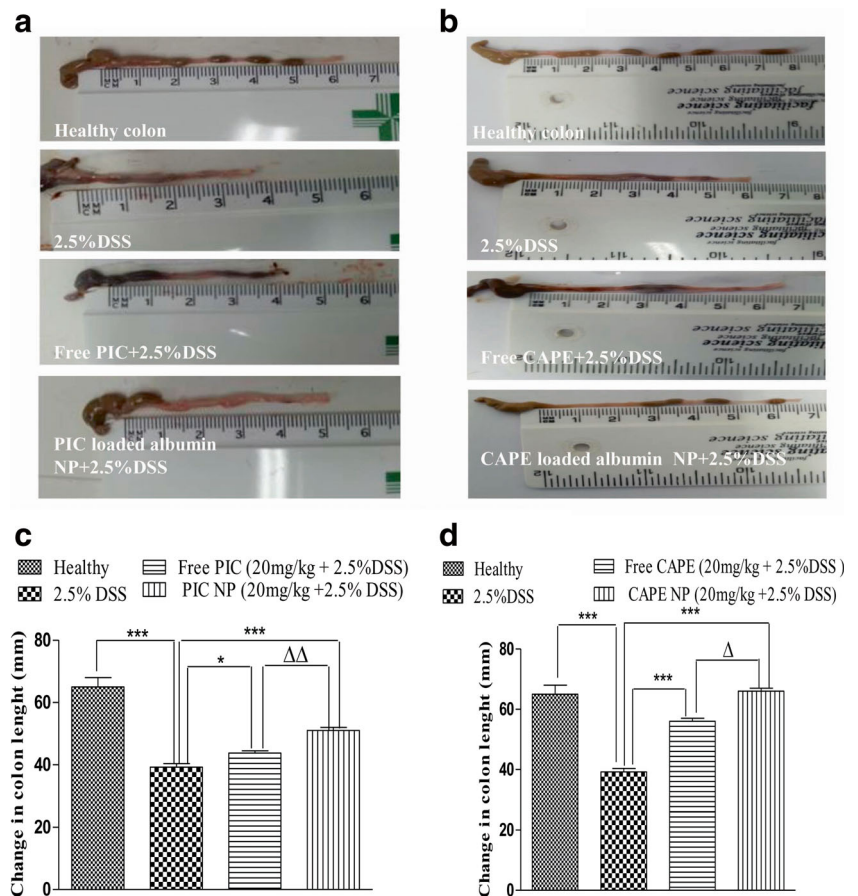 a
b
Healthy colon
2.5%DSS
Free PIC+2.5%DSS
PIC loaded albumin
NP+2.5%DSS
Healthy colon
facilitating science
2.5%DSS
Free CAPE+2.5%DSS
CAPE loaded albumin NP+2.5%DSS
c
Healthy
2.5% DSS
Free PIC (20mg/kg + 2.5%DSS)
PIC NP (20mg/kg +2.5% DSS)
Change in colon lenght (mm)
80
60
40
20
0
***
***
*
ΔΔ
d
Healthy
2.5%DSS
Free CAPE (20mg/kg + 2.5%DSS )
CAPE NP (20mg/kg +2.5% DSS)
Change in colon lenght (mm)
80
60
40
20
0
***
***
***
Δ